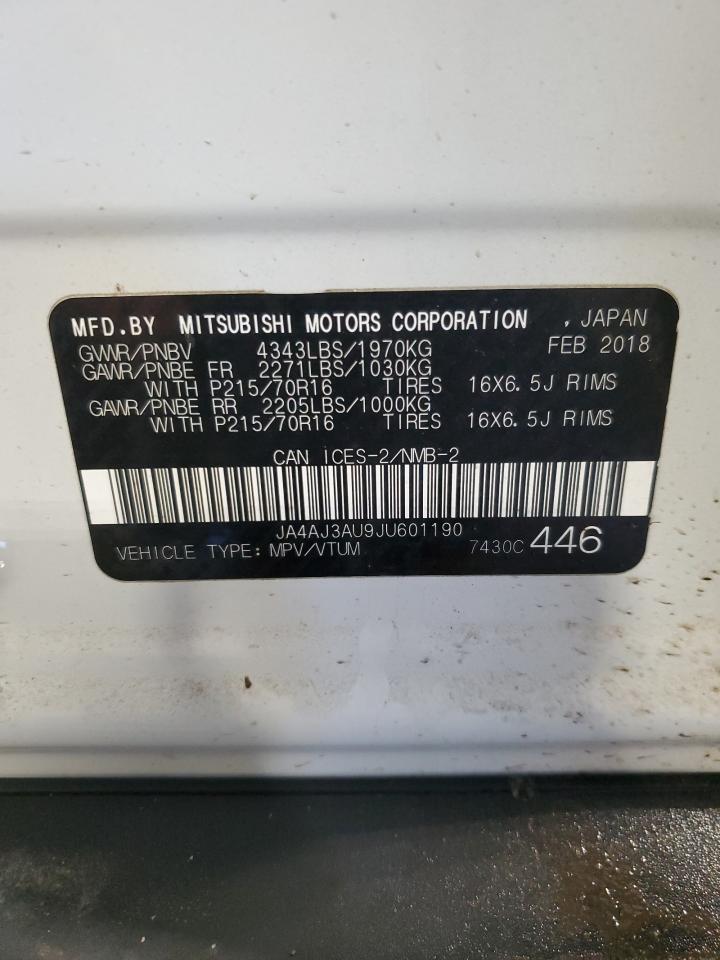 MFD.BY MITSUBISHI MOTORS CORPORATION , JAPAN
GVWR/PNBV 4343LBS/1970KG FEB 2018
GAWR/PNBE FR 2271LBS/1030KG
WITH P215/70R16 TIRES 16X6.5J RIMS
GAWR/PNBE RR 2205LBS/1000KG
WITH P215/70R16 TIRES 16X6.5J RIMS
CAN ICES-2/NMB-2
JA4AJ3AU9JU601190
VEHICLE TYPE: MPV/VTUM 7430C 446